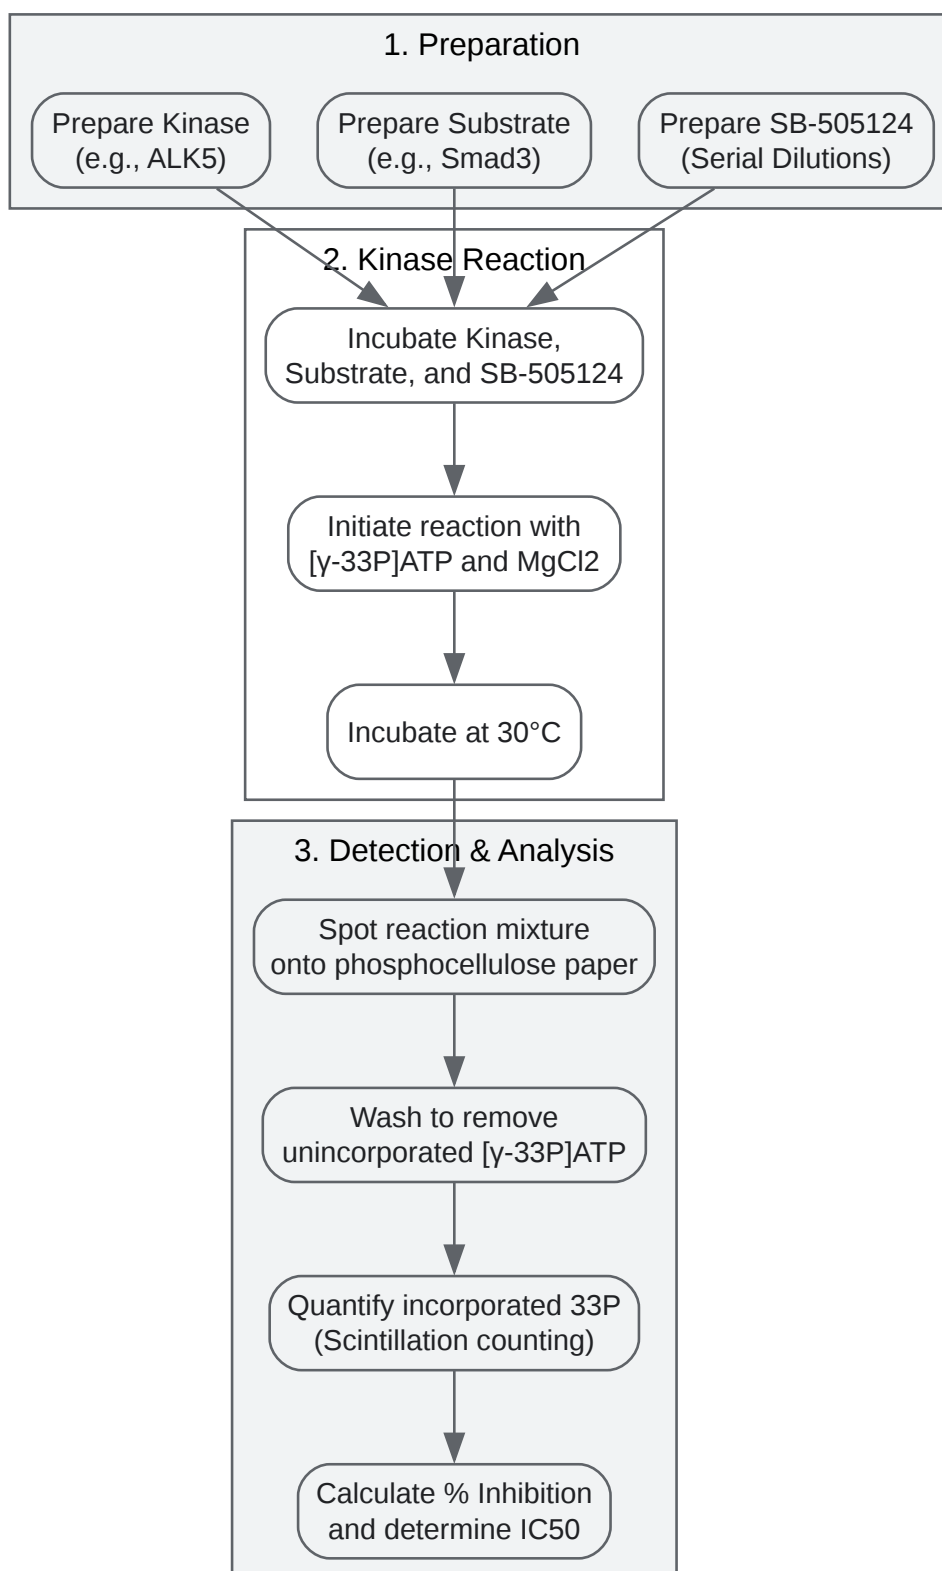 1. Preparation
Prepare Kinase
(e.g., ALK5)
Prepare Substrate
(e.g., Smad3)
Prepare SB-505124
(Serial Dilutions)
2. Kinase Reaction
Incubate Kinase,
Substrate, and SB-505124
Initiate reaction with
[γ-33P]ATP and MgCl2
Incubate at 30°C
3. Detection & Analysis
Spot reaction mixture
onto phosphocellulose paper
Wash to remove
unincorporated [γ-33P]ATP
Quantify incorporated 33P
(Scintillation counting)
Calculate % Inhibition
and determine IC50